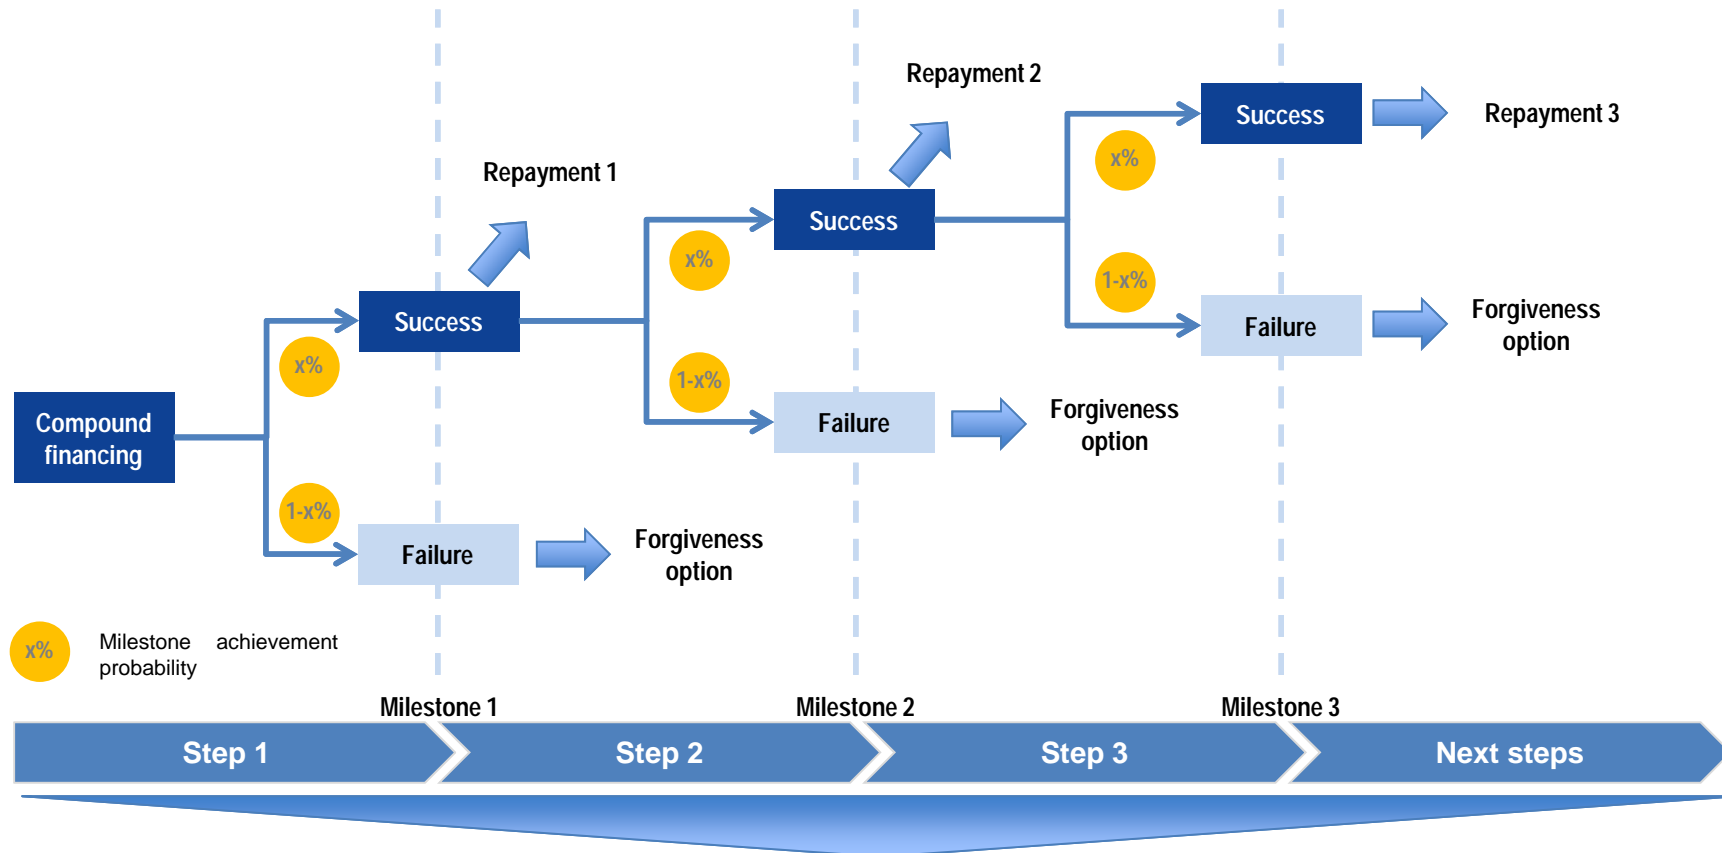 Repayment 2
Success
Repayment 3
x%
Repayment 1
Success
x%
1-x%
Success
Failure
Forgiveness
option
x%
1-x%
Compound
financing
Failure
Forgiveness
option
1-x%
Failure
Forgiveness
option
x%
Milestone achievement
probability
Milestone 1
Milestone 2
Milestone 3
Step 1
Step 2
Step 3
Next steps